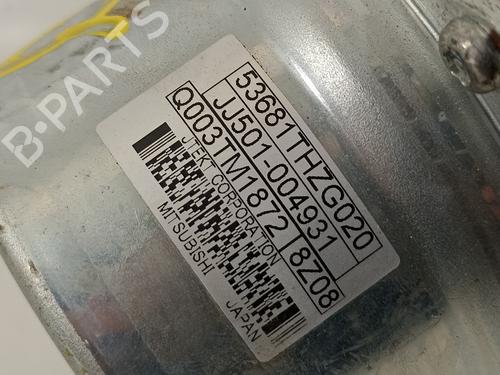 53681THZG020
JJ501-004931
Q003TM1872 8Z08
JTEKT CORPORATION
MITSUBISHI JAPAN
B-PARTS